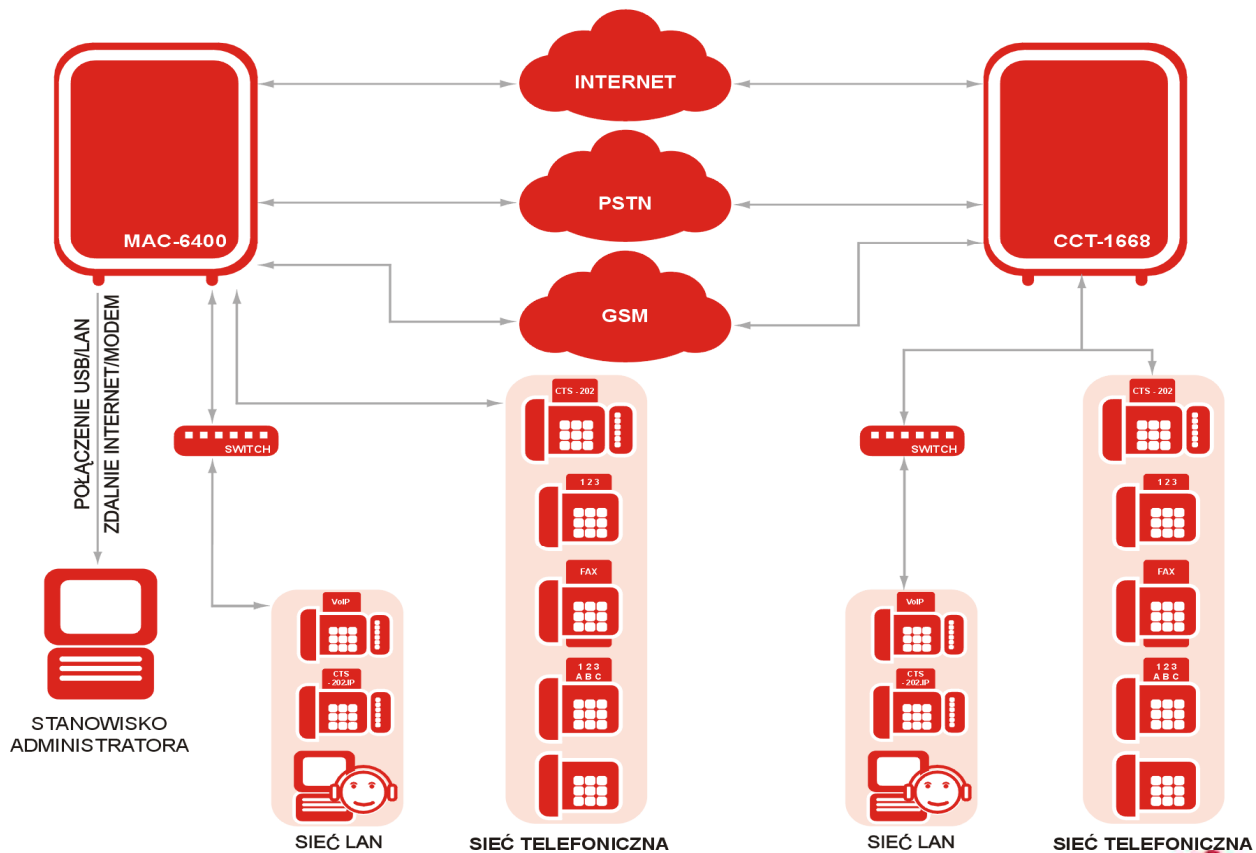 INTERNET
PSTN
GSM
MAC-6400
CCT-1668
POŁĄCZENIE USB/LAN
ZDALNIE INTERNET/MODEM
SWITCH
SWITCH
STANOWISKO
ADMINISTRATORA
VoIP
CTS
-202.IP
SIEĆ LAN
CTS - 202
1 2 3
FAX
1 2 3
A B C
SIEĆ TELEFONICZNA
VoIP
CTS
-202.IP
SIEĆ LAN
CTS - 202
1 2 3
FAX
1 2 3
A B C
SIEĆ TELEFONICZNA